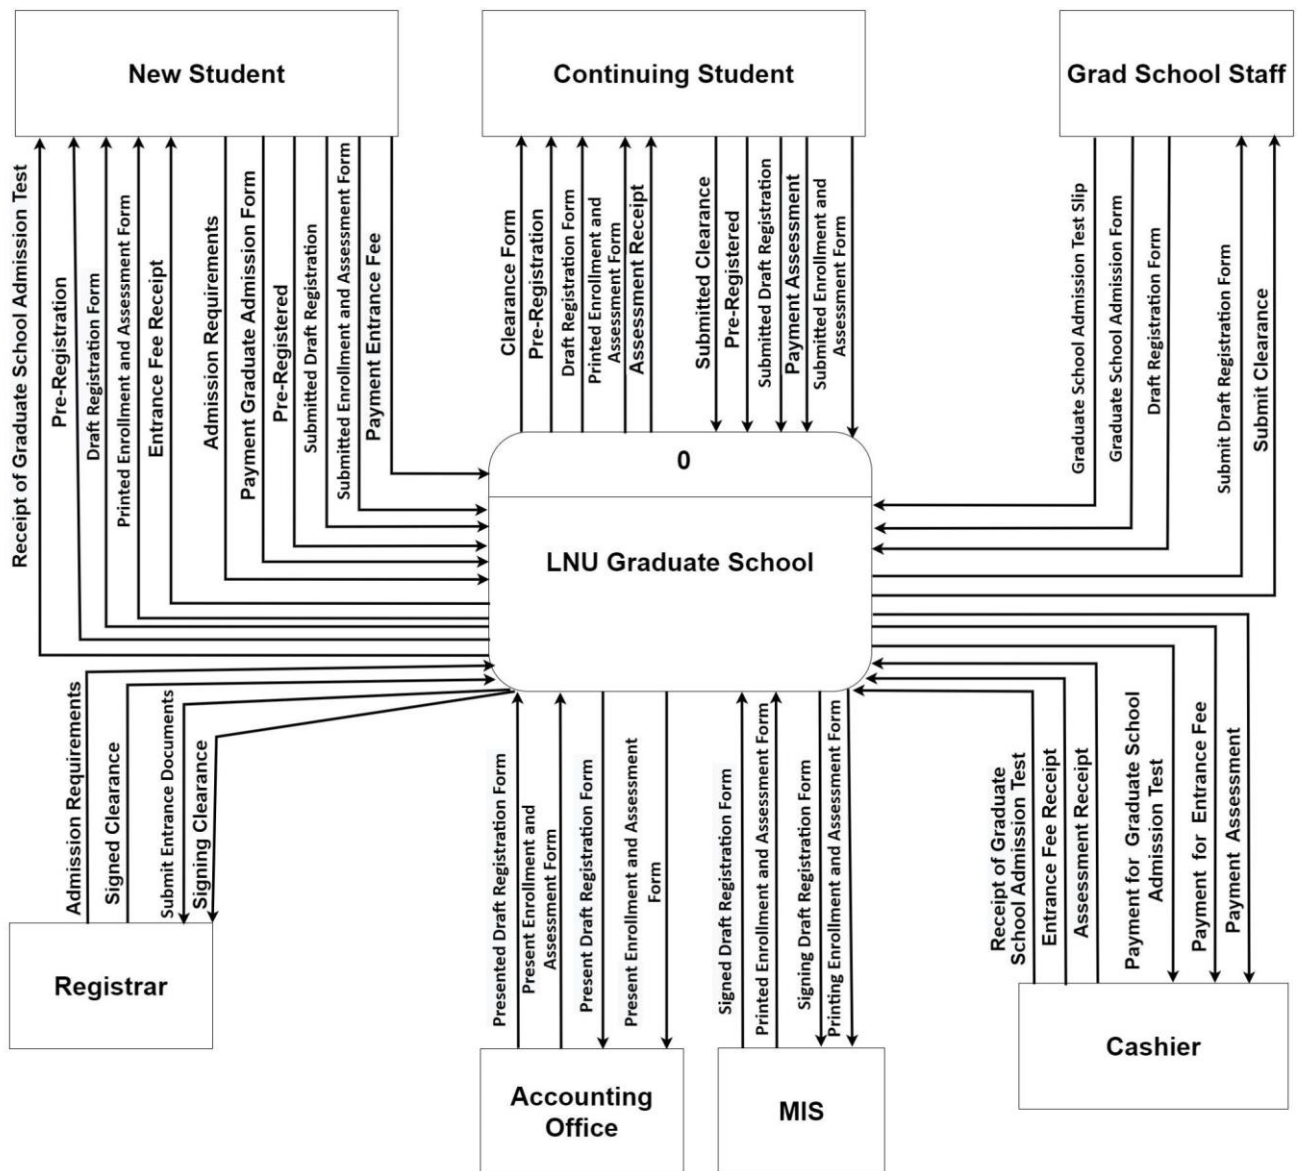 New Student
Continuing Student
Grad School Staff
Receipt of Graduate School Admission Test
Pre-Registration
Draft Registration Form
Printed Enrollment and Assessment Form
Entrance Fee Receipt
Admission Requirements
Payment Graduate Admission Form
Pre-Registered
Submitted Draft Registration
Submitted Enrollment and Assessment Form
Payment Entrance Fee
Clearance Form
Pre-Registration
Draft Registration Form
Printed Enrollment and
Assessment Form
Assessment Receipt
Submitted Clearance
Pre-Registered
Submitted Draft Registration
Payment Assessment
Submitted Enrollment and
Assessment Form
Graduate School Admission Test Slip
Graduate School Admission Form
Draft Registration Form
Submit Draft Registration Form
Submit Clearance
0
LNU Graduate School
Admission Requirements
Signed Clearance
Submit Entrance Documents
Signing Clearance
Presented Draft Registration Form
Present Enrollment and
Assessment Form
Present Draft Registration Form
Present Enrollment and Assessment
Form
Signed Draft Registration Form
Printed Enrollment and Assessment Form
Signing Draft Registration Form
Printing Enrollment and Assessment Form
Receipt of Graduate
School Admission Test
Entrance Fee Receipt
Assessment Receipt
Payment for Graduate School
Admission Test
Payment for Entrance Fee
Payment Assessment
Registrar
Accounting
Office
MIS
Cashier